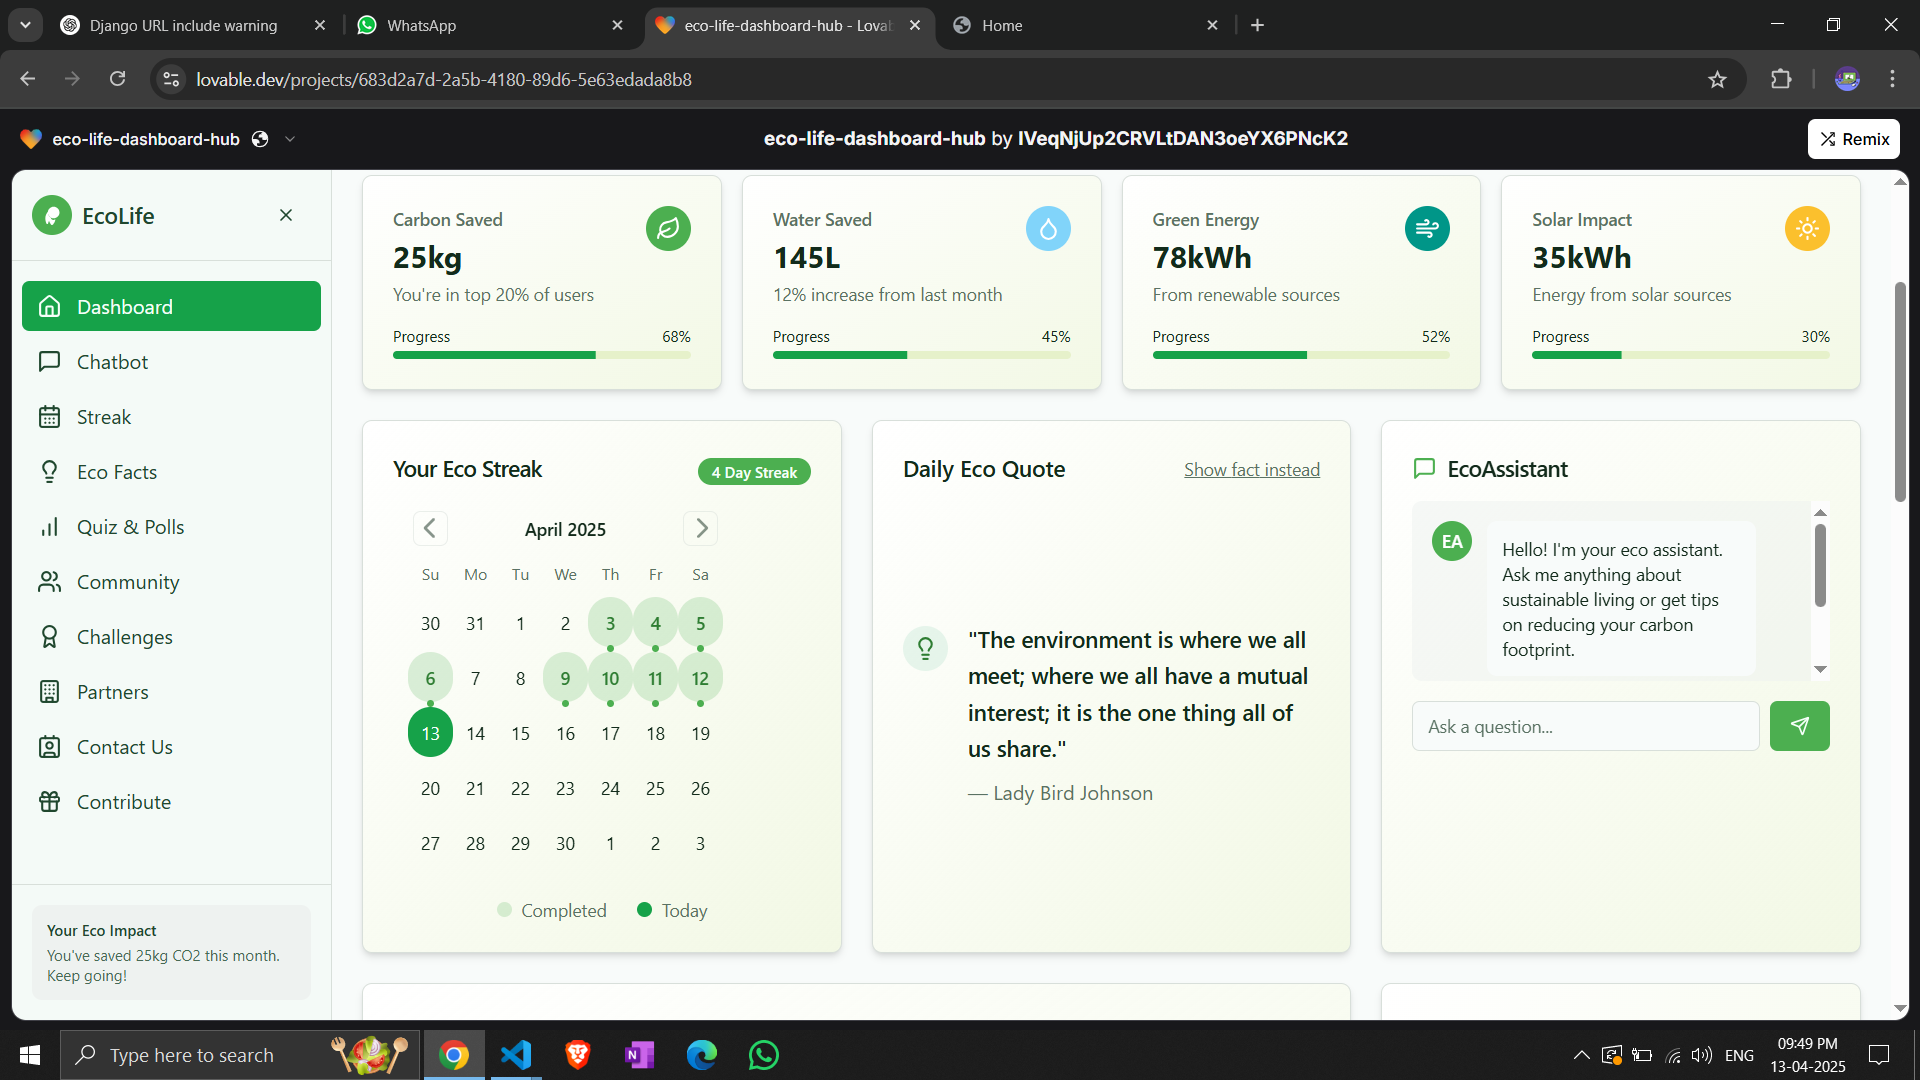 Django URL include warning
WhatsApp
eco-life-dashboard-hub - Lovab
Home
lovable.dev/projects/683d2a7d-2a5b-4180-89d6-5e63edada8b8
eco-life-dashboard-hub
eco-life-dashboard-hub by IVeqNjUp2CRVLtDAN3oeYX6PNcK2
Remix
EcoLife
Dashboard
Chatbot
Streak
Eco Facts
Quiz & Polls
Community
Challenges
Partners
Contact Us
Contribute
Your Eco Impact
You've saved 25kg CO2 this month.
Keep going!
Carbon Saved
25kg
You're in top 20% of users
Progress 68%
Water Saved
145L
12% increase from last month
Progress 45%
Green Energy
78kWh
From renewable sources
Progress 52%
Solar Impact
35kWh
Energy from solar sources
Progress 30%
Your Eco Streak
4 Day Streak
April 2025
Su Mo Tu We Th Fr Sa
30 31 1 2 3 4 5
6 7 8 9 10 11 12
13 14 15 16 17 18 19
20 21 22 23 24 25 26
27 28 29 30 1 2 3
Completed Today
Daily Eco Quote
Show fact instead
"The environment is where we all
meet; where we all have a mutual
interest; it is the one thing all of
us share."
— Lady Bird Johnson
EcoAssistant
EA
Hello! I'm your eco assistant.
Ask me anything about
sustainable living or get tips
on reducing your carbon
footprint.
Ask a question...
Type here to search
N
ENG
09:49 PM
13-04-2025